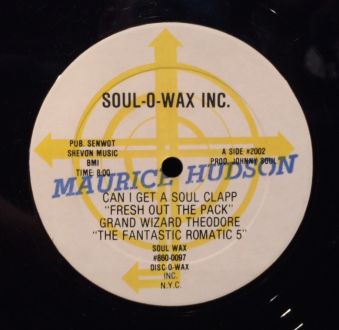 SOUL-O-WAX INC.
PUB. SENWOT
SHEVON MUSIC
BMI
TIME: 8:00
A SIDE #2002
PROD. JOHNNY SOUL
MAURICE HUDSON
CAN I GET A SOUL CLAPP
"FRESH OUT THE PACK"
GRAND WIZARD THEODORE
"THE FANTASTIC ROMATIC 5"
SOUL WAX
#860-0097
DISC-O-WAX
INC.
N.Y.C.